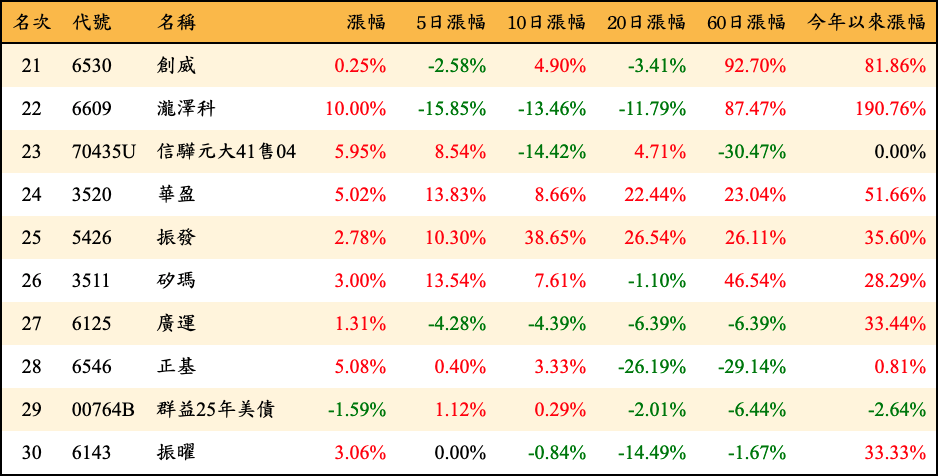 名次 代號 名稱 漲幅 5日漲幅 10日漲幅 20日漲幅 60日漲幅 今年以來漲幅
21 6530 創威 0.25% -2.58% 4.90% -3.41% 92.70% 81.86%
22 6609 瀧澤科 10.00% -15.85% -13.46% -11.79% 87.47% 190.76%
23 70435U 信驊元大41售04 5.95% 8.54% -14.42% 4.71% -30.47% 0.00%
24 3520 華盈 5.02% 13.83% 8.66% 22.44% 23.04% 51.66%
25 5426 振發 2.78% 10.30% 38.65% 26.54% 26.11% 35.60%
26 3511 矽瑪 3.00% 13.54% 7.61% -1.10% 46.54% 28.29%
27 6125 廣運 1.31% -4.28% -4.39% -6.39% -6.39% 33.44%
28 6546 正基 5.08% 0.40% 3.33% -26.19% -29.14% 0.81%
29 00764B 群益25年美債 -1.59% 1.12% 0.29% -2.01% -6.44% -2.64%
30 6143 振曜 3.06% 0.00% -0.84% -14.49% -1.67% 33.33%